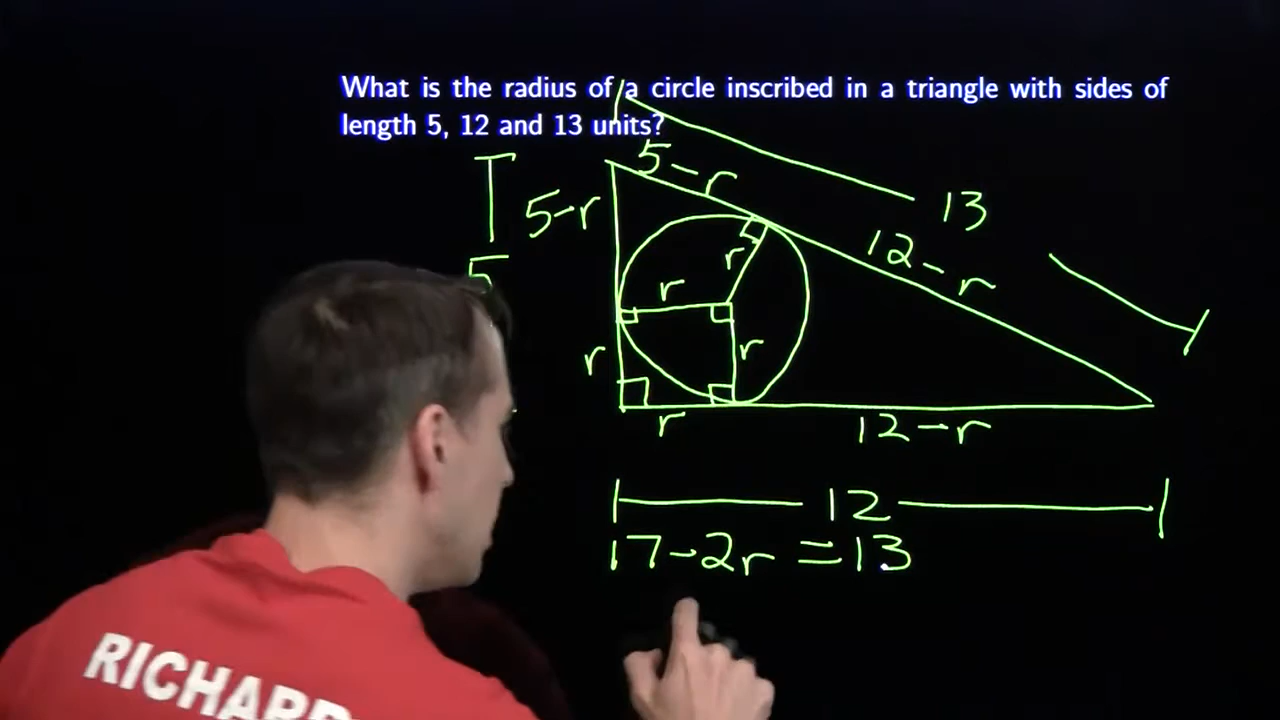 What is the radius of a circle inscribed in a triangle with sides of
length 5, 12 and 13 units?
5-r
5-r
13
12-r
5
r
r
r
r
r
12-r
12
17-2r = 13